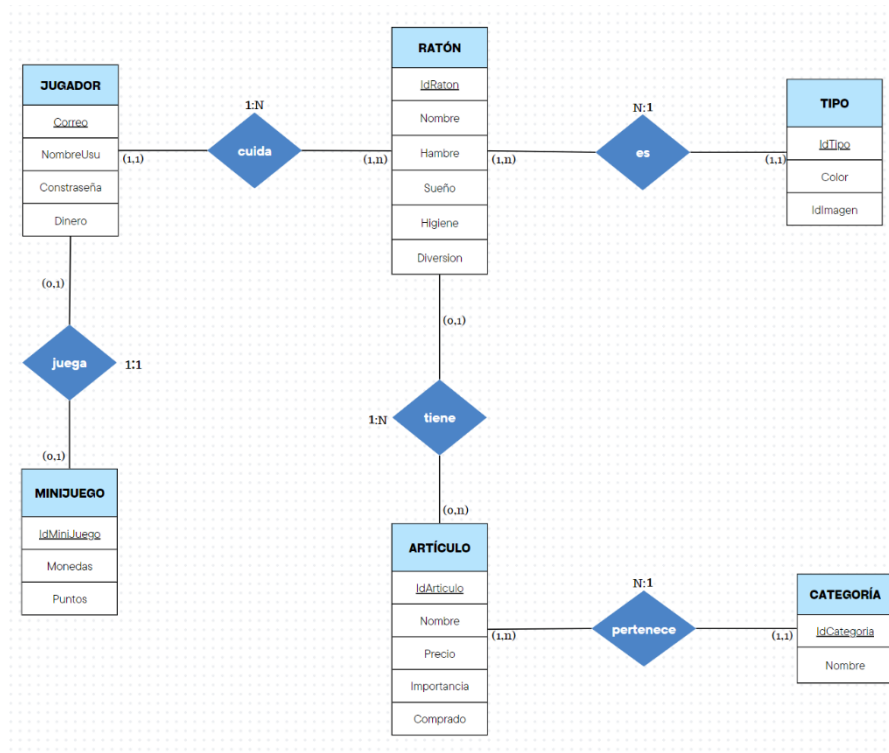 JUGADOR
Correo
NombreUsu
Constraseña
Dinero
1:N
cuida
(1,1)
(1,n)
RATÓN
IdRaton
Nombre
Hambre
Sueño
Higiene
Diversion
N:1
es
(1,n)
(1,1)
TIPO
IdTipo
Color
IdImagen
(0,1)
juega
1:1
(0,1)
MINIJUEGO
IdMiniJuego
Monedas
Puntos
(0,1)
1:N
tiene
(0,n)
ARTÍCULO
IdArticulo
Nombre
Precio
Importancia
Comprado
N:1
pertenece
(1,n)
(1,1)
CATEGORÍA
IdCategoria
Nombre